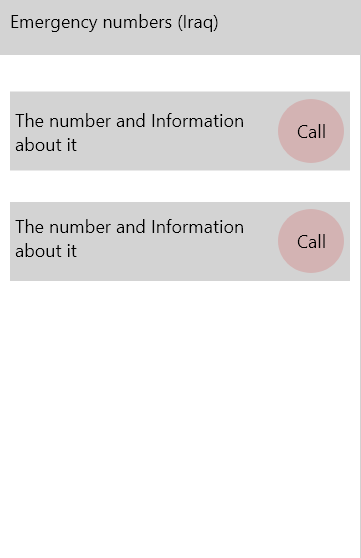 Emergency numbers (Iraq)
The number and Information
about it
Call
The number and Information
about it
Call